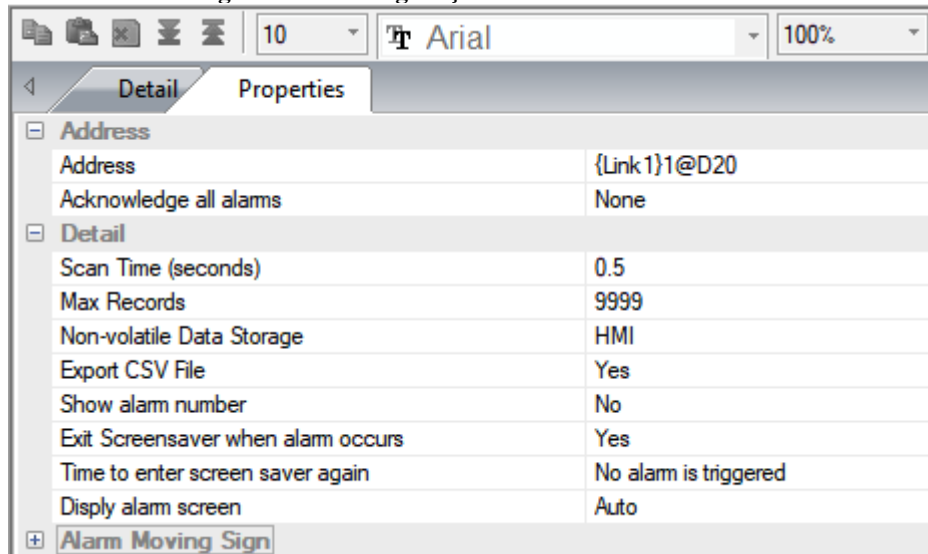 10 Arial 100%
Detail Properties
Address
Address {Link1}1@D20
Acknowledge all alarms None
Detail
Scan Time (seconds) 0.5
Max Records 9999
Non-volatile Data Storage HMI
Export CSV File Yes
Show alarm number No
Exit Screensaver when alarm occurs Yes
Time to enter screen saver again No alarm is triggered
Disply alarm screen Auto
Alarm Moving Sign